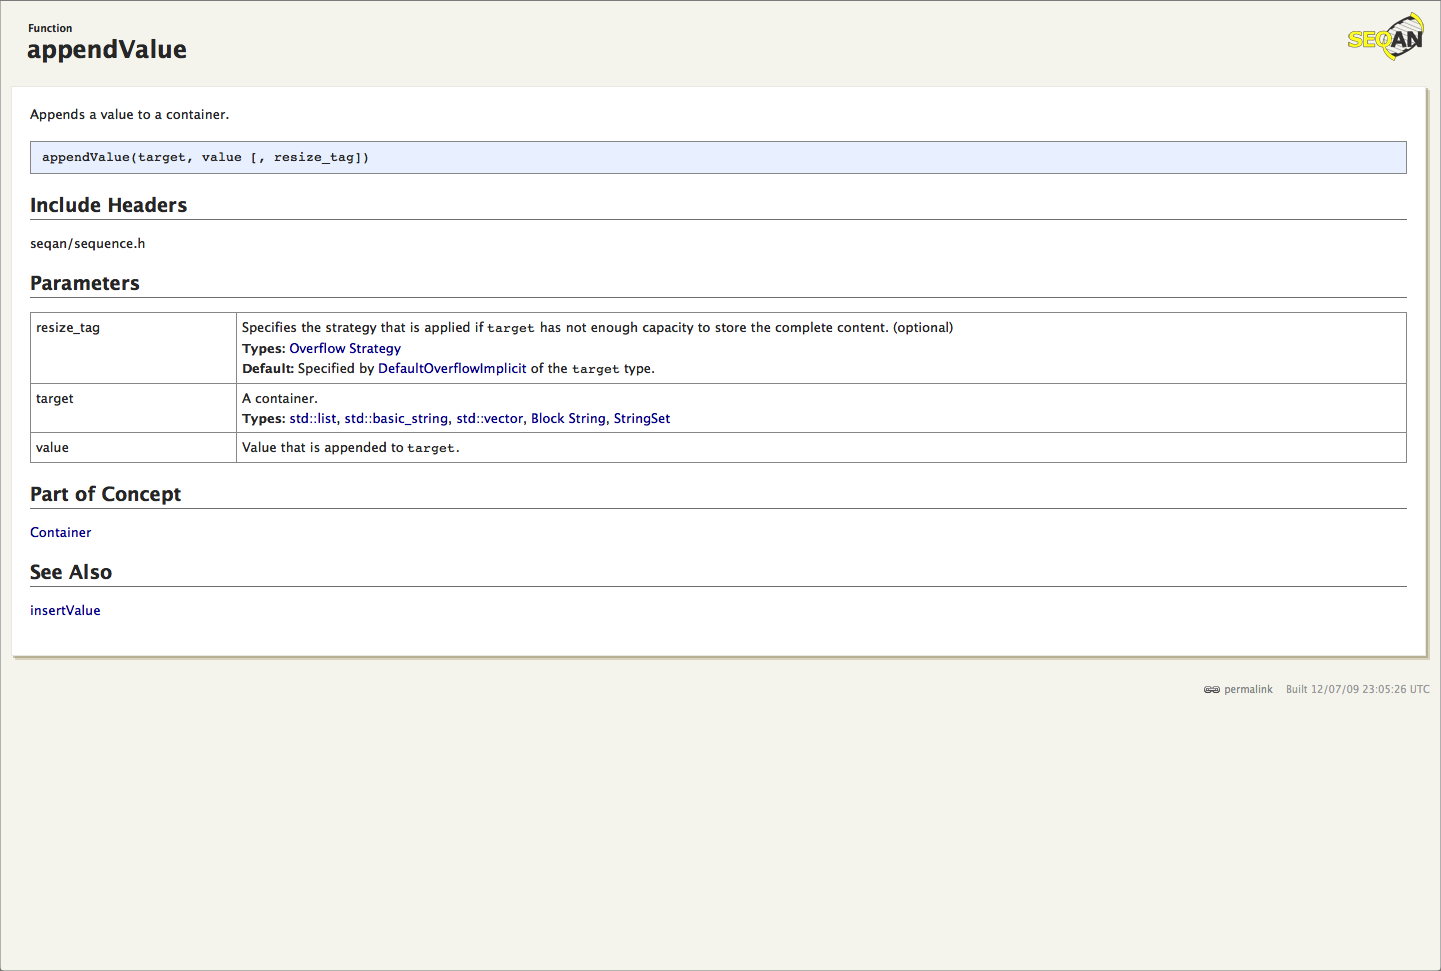 Function
appendValue
SEQAN
Appends a value to a container.
appendValue(target, value [, resize_tag])
Include Headers
seqan/sequence.h
Parameters
resize_tag
Specifies the strategy that is applied if target has not enough capacity to store the complete content. (optional)
Types: Overflow Strategy
Default: Specified by DefaultOverflowImplicit of the target type.
target
A container.
Types: std::list, std::basic_string, std::vector, Block String, StringSet
value
Value that is appended to target.
Part of Concept
Container
See Also
insertValue
permalink Built 12/07/09 23:05:26 UTC